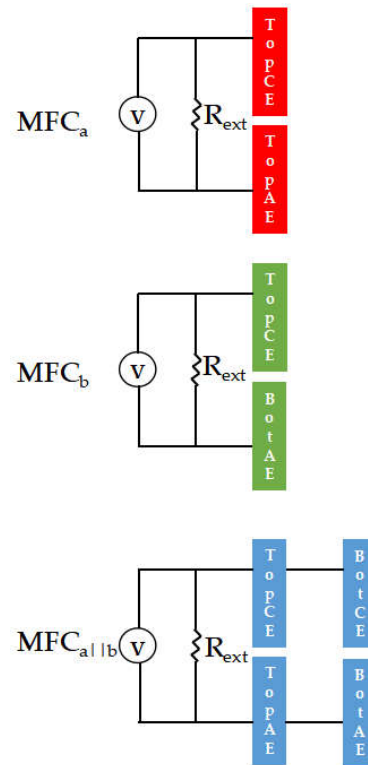 TopCE
MFCa
V
Rext
TopAE
TopCE
MFCb
V
Rext
BotAE
TopCE
BotCE
MFCa||b
V
Rext
TopAE
BotAE